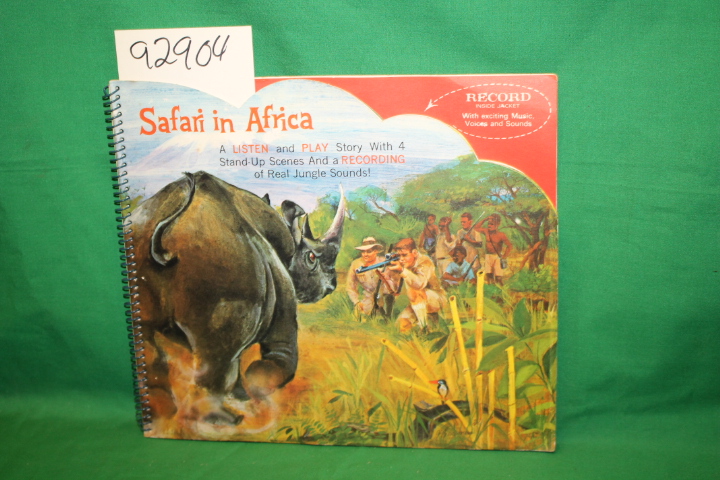 92904
Safari in Africa
A LISTEN and PLAY Story With 4
Stand-Up Scenes And a RECORDING
of Real Jungle Sounds!
RECORD
INSIDE JACKET
With exciting Music,
Voices and Sounds